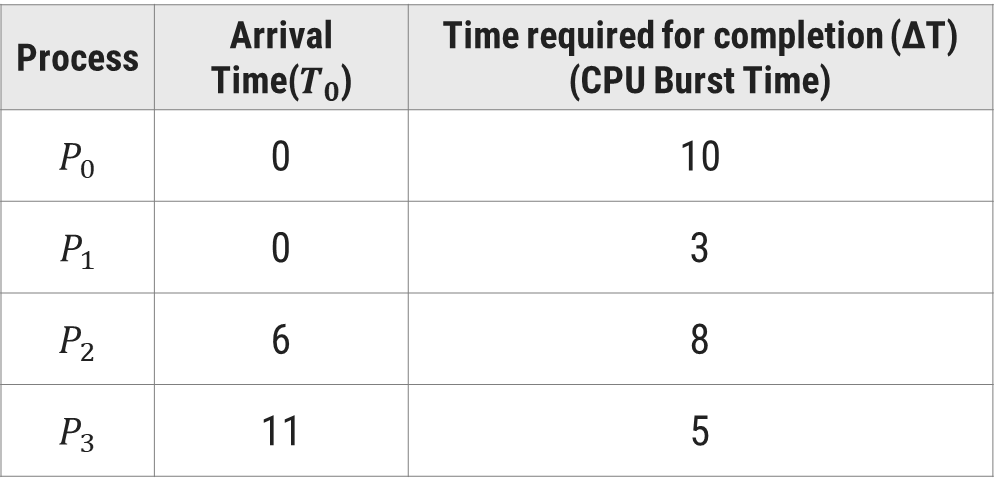 Process
Arrival
Time(T₀)
Time required for completion (ΔT)
(CPU Burst Time)
P₀ 0 10
P₁ 0 3
P₂ 6 8
P₃ 11 5